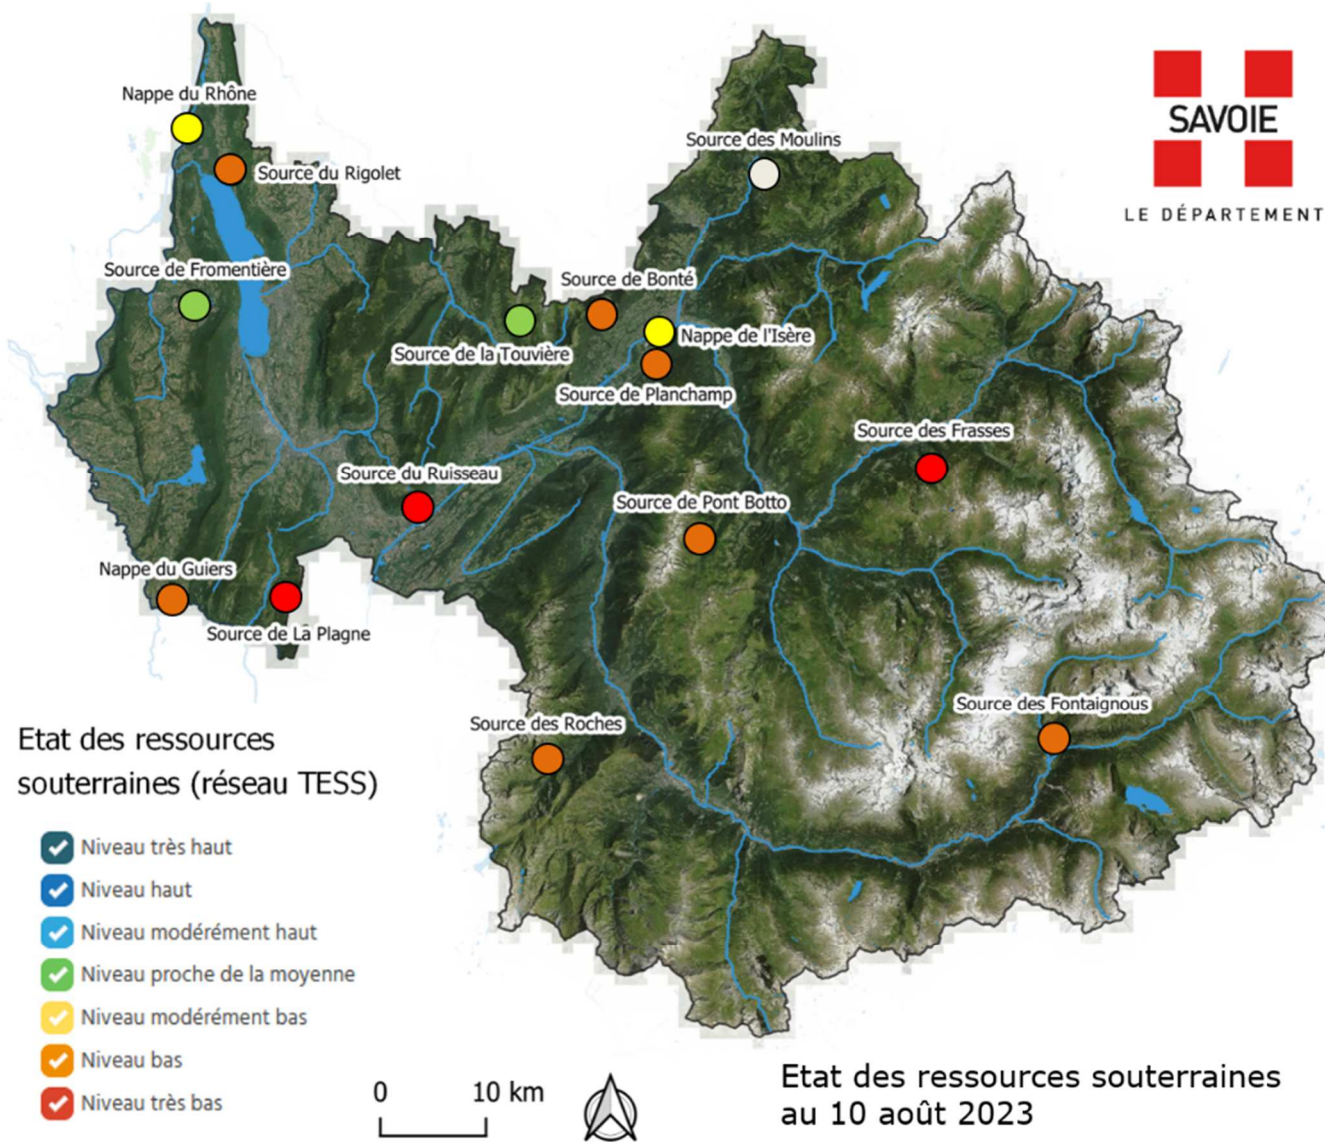 SAVOIE
LE DÉPARTEMENT
Nappe du Rhône
Source du Rigolet
Source des Moulins
Source de Fromentière
Source de Bonté
Nappe de l'Isère
Source de la Touvière
Source de Planchamp
Source des Frasses
Source du Ruisseau
Source de Pont Botto
Nappe du Guiers
Source de La Plagne
Source des Fontaignous
Source des Roches
Etat des ressources
souterraines (réseau TESS)
Niveau très haut
Niveau haut
Niveau modérément haut
Niveau proche de la moyenne
Niveau modérément bas
Niveau bas
Niveau très bas
0 10 km
Etat des ressources souterraines
au 10 août 2023